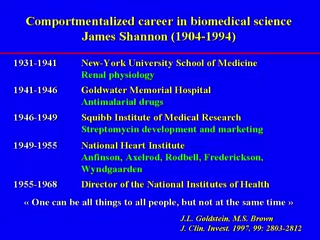 Comportmentalized career in biomedical science
James Shannon (1904-1994)
1931-1941 New-York University School of Medicine
Renal physiology
1941-1946 Goldwater Memorial Hospital
Antimalarial drugs
1946-1949 Squibb Institute of Medical Research
Streptomycin development and marketing
1949-1955 National Heart Institute
Anfinson, Axelrod, Rodbell, Frederickson,
Wyndgaarden
1955-1968 Director of the National Institutes of Health
« One can be all things to all people, but not at the same time »
J.L. Goldstein, M.S. Brown
J. Clin. Invest. 1997, 99: 2803-2812